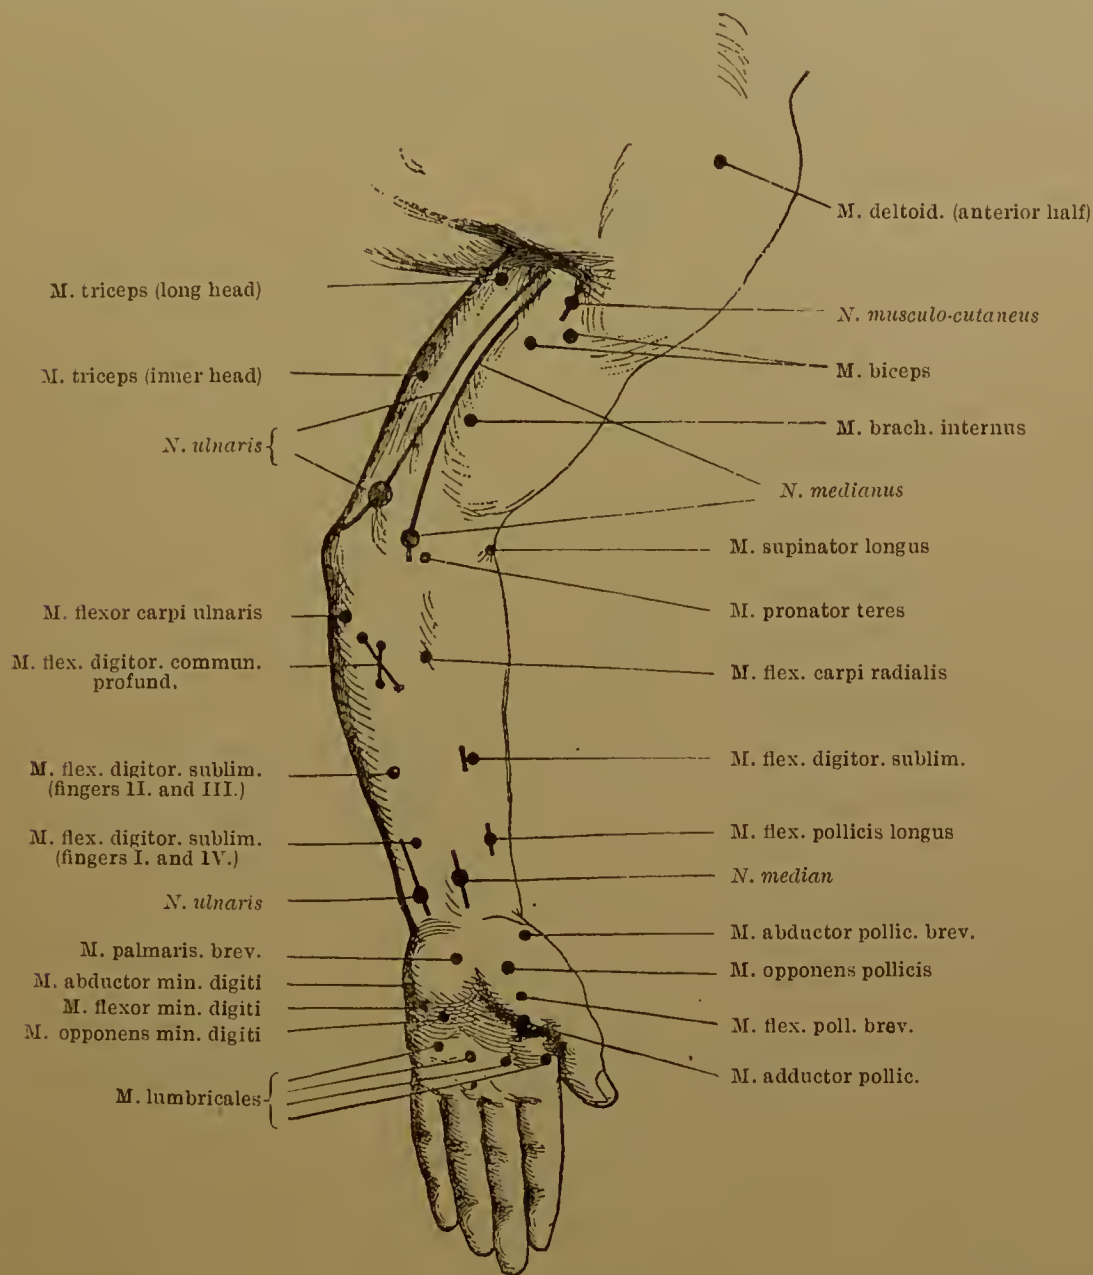 M. deltoid. (anterior half)
M. triceps (long head)
N. musculo-cutaneus
M. triceps (inner head)
M. biceps
M. brach. internus
N. ulnaris
N. medianus
M. supinator longus
M. flexor carpi ulnaris
M. pronator teres
M. flex. digitor. commun.
profund.
M. flex. carpi radialis
M. flex. digitor. sublim.
(fingers II. and III.)
M. flex. digitor. sublim.
M. flex. digitor. sublim.
(fingers I. and IV.)
M. flex. pollicis longus
N. ulnaris
N. median
M. palmaris. brev.
M. abductor pollic. brev.
M. abductor min. digiti
M. opponens pollicis
M. flexor min. digiti
M. opponens min. digiti
M. flex. poll. brev.
M. lumbricales
M. adductor pollic.